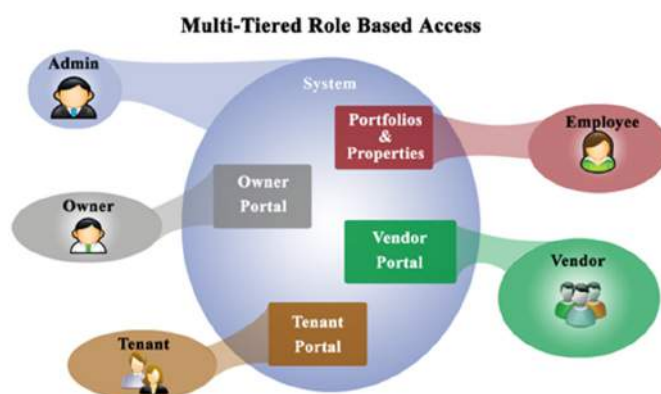 Multi-Tiered Role Based Access
Admin
System
Portfolios
&
Properties
Employee
Owner
Portal
Owner
Vendor
Portal
Vendor
Tenant
Portal
Tenant